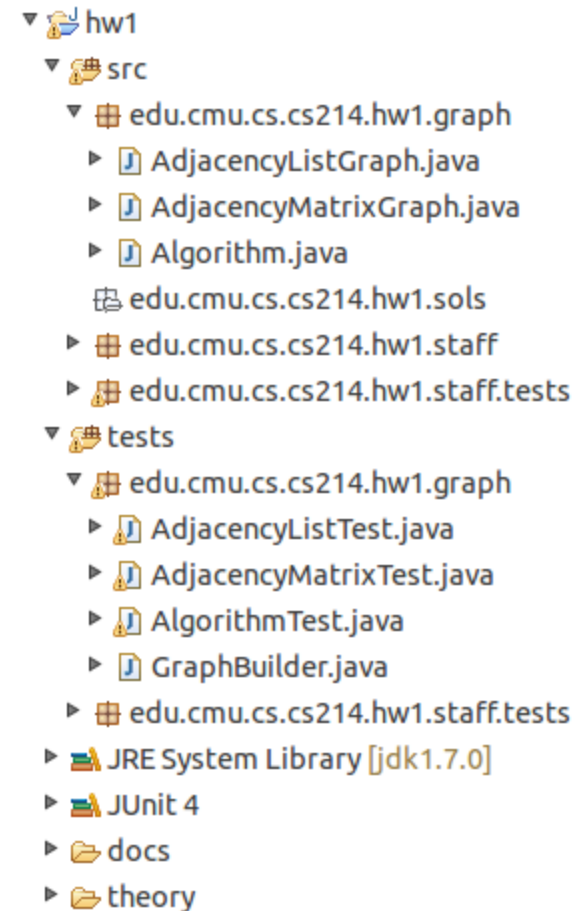 hw1
src
edu.cmu.cs.cs214.hw1.graph
AdjacencyListGraph.java
AdjacencyMatrixGraph.java
Algorithm.java
edu.cmu.cs.cs214.hw1.sols
edu.cmu.cs.cs214.hw1.staff
edu.cmu.cs.cs214.hw1.staff.tests
tests
edu.cmu.cs.cs214.hw1.graph
AdjacencyListTest.java
AdjacencyMatrixTest.java
AlgorithmTest.java
GraphBuilder.java
edu.cmu.cs.cs214.hw1.staff.tests
JRE System Library [jdk1.7.0]
JUnit 4
docs
theory